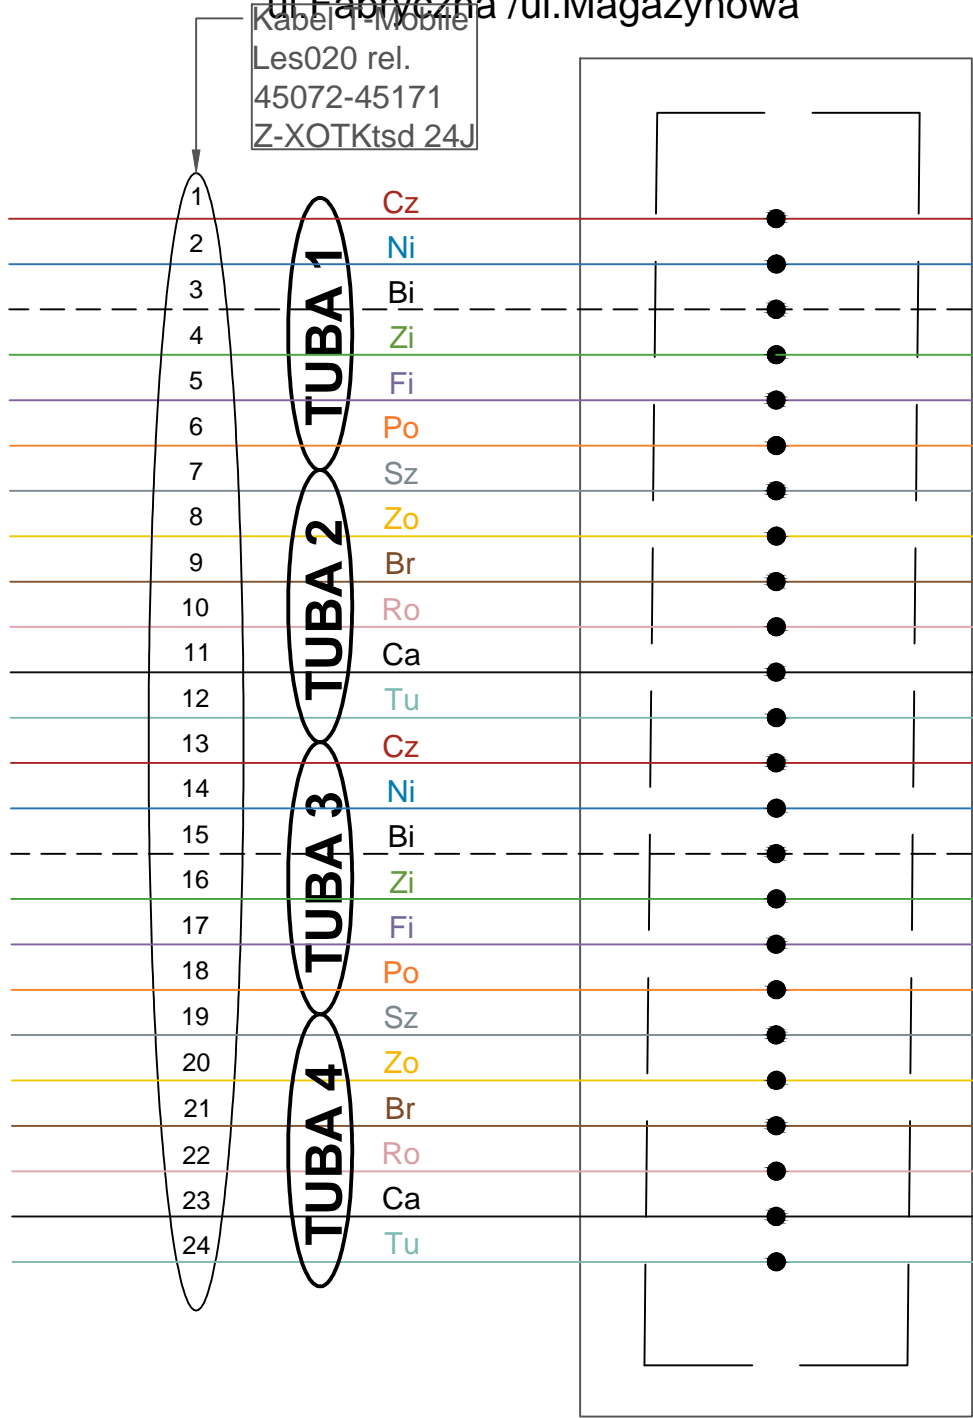 ul.Fabryczna /ul.Magazynowa
Kabel T-Mobile
Les020 rel.
45072-45171
Z-XOTKtsd 24J
1 Cz
2 Ni
3 Bi
4 Zi
5 Fi
6 Po
TUBA 1
7 Sz
8 Zo
9 Br
10 Ro
11 Ca
12 Tu
TUBA 2
13 Cz
14 Ni
15 Bi
16 Zi
17 Fi
18 Po
TUBA 3
19 Sz
20 Zo
21 Br
22 Ro
23 Ca
24 Tu
TUBA 4